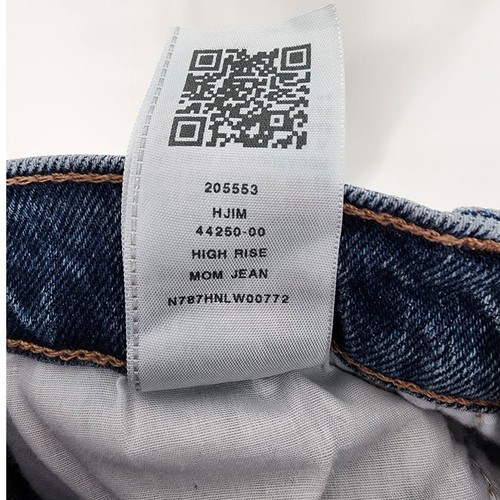 205553
HJIM
44250-00
HIGH RISE
MOM JEAN
N787HNLW00772